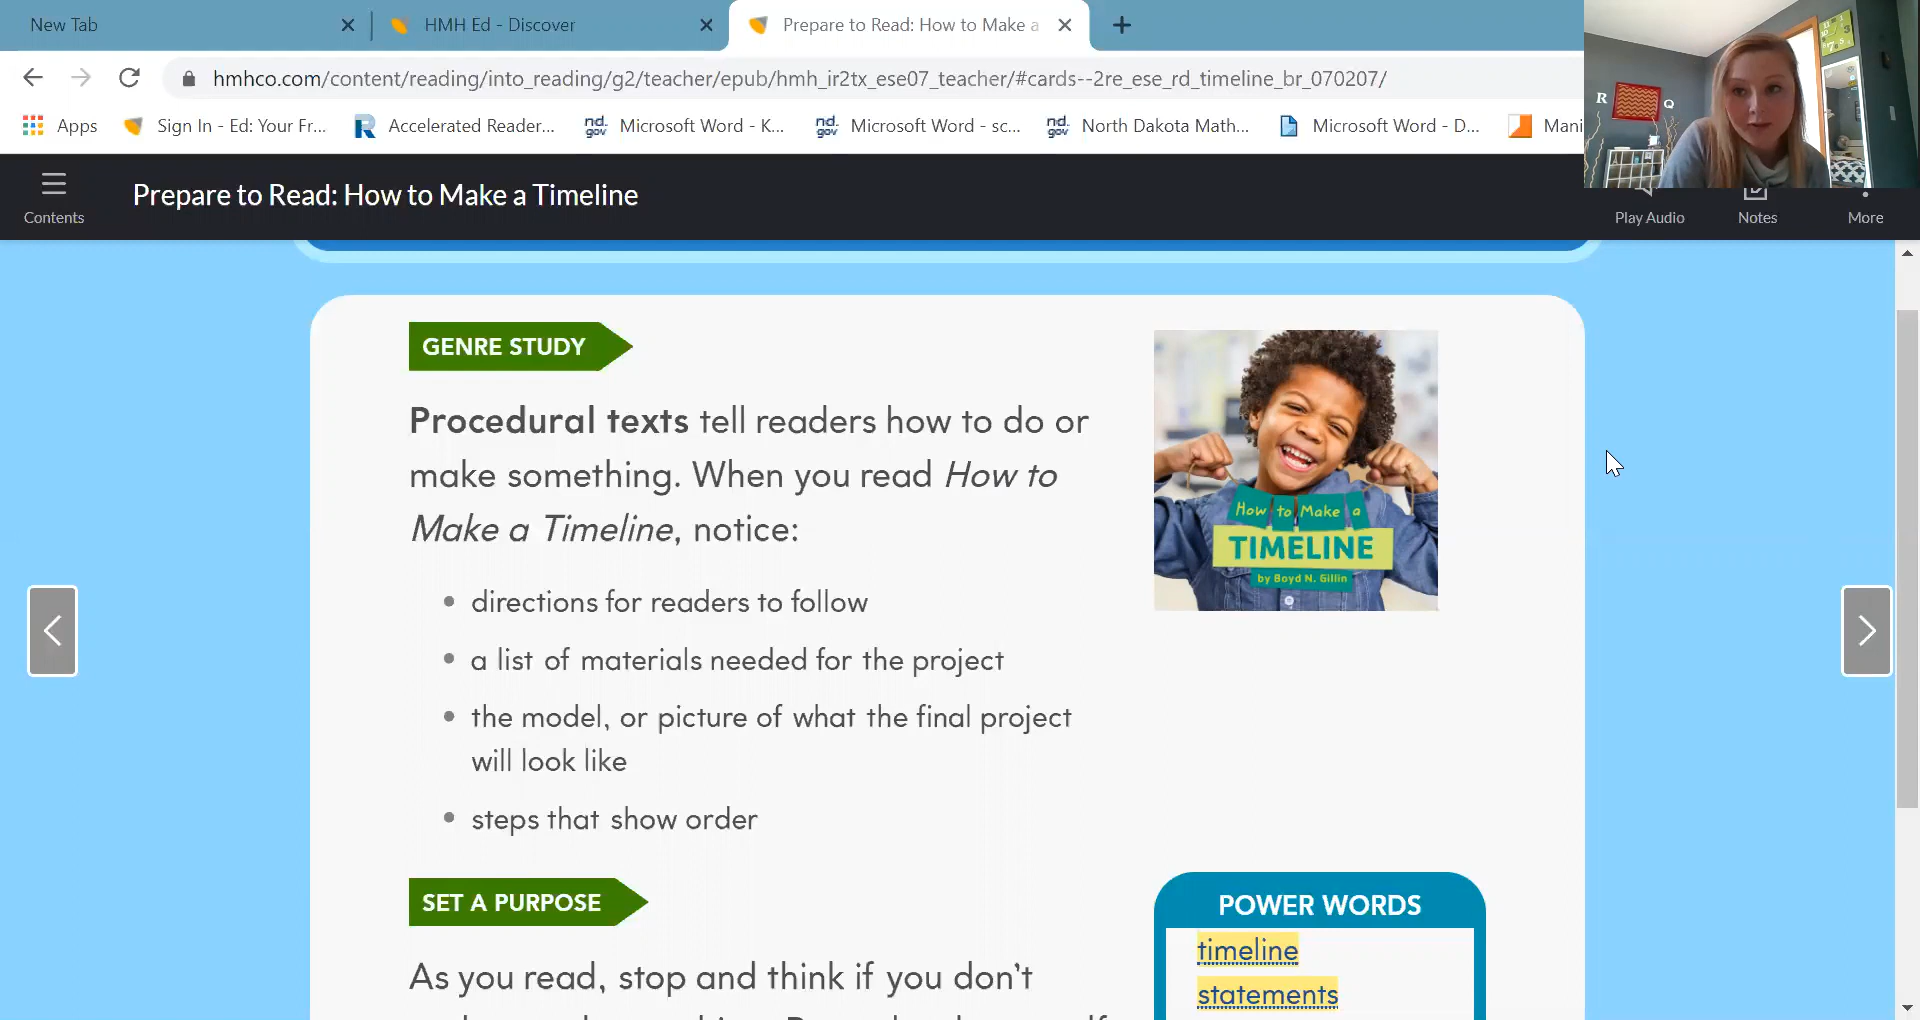 New Tab
HMH Ed - Discover
Prepare to Read: How to Make a
hmhco.com/content/reading/into_reading/g2/teacher/epub/hmh_ir2tx_ese07_teacher/#cards--2re_ese_rd_timeline_br_070207/
Apps
Sign In - Ed: Your Fr...
Accelerated Reader...
nd.gov
Microsoft Word - K...
nd.gov
Microsoft Word - sc...
nd.gov
North Dakota Math...
Microsoft Word - D...
Mani
R
Q
Contents
Prepare to Read: How to Make a Timeline
Play Audio
Notes
More
GENRE STUDY
Procedural texts tell readers how to do or
make something. When you read How to
Make a Timeline, notice:
• directions for readers to follow
• a list of materials needed for the project
• the model, or picture of what the final project
will look like
• steps that show order
How to Make a
TIMELINE
by Boyd N. Gillin
SET A PURPOSE
As you read, stop and think if you don't
POWER WORDS
timeline
statements